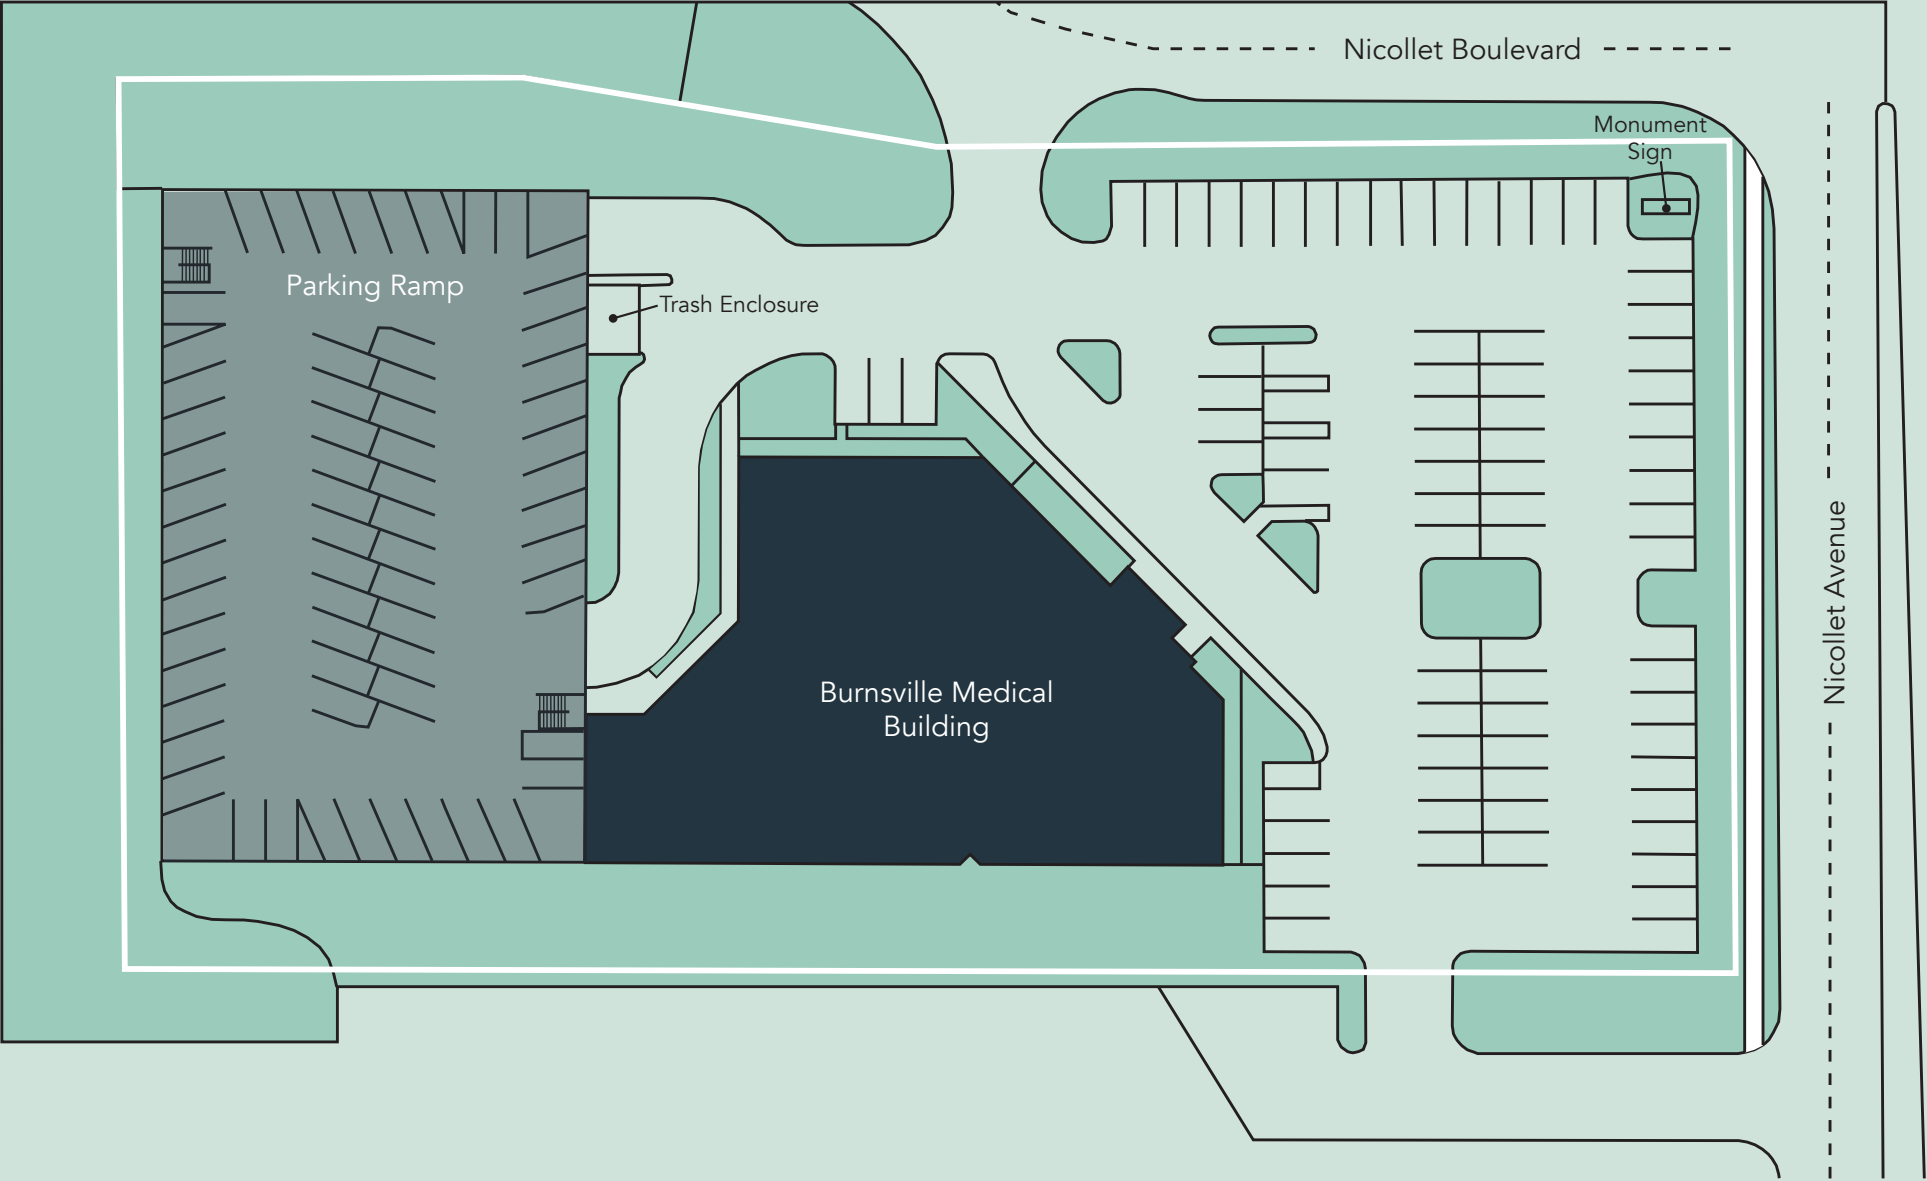 Nicollet Boulevard
Monument
Sign
Parking Ramp
Trash Enclosure
Nicollet Avenue
Burnsville Medical
Building